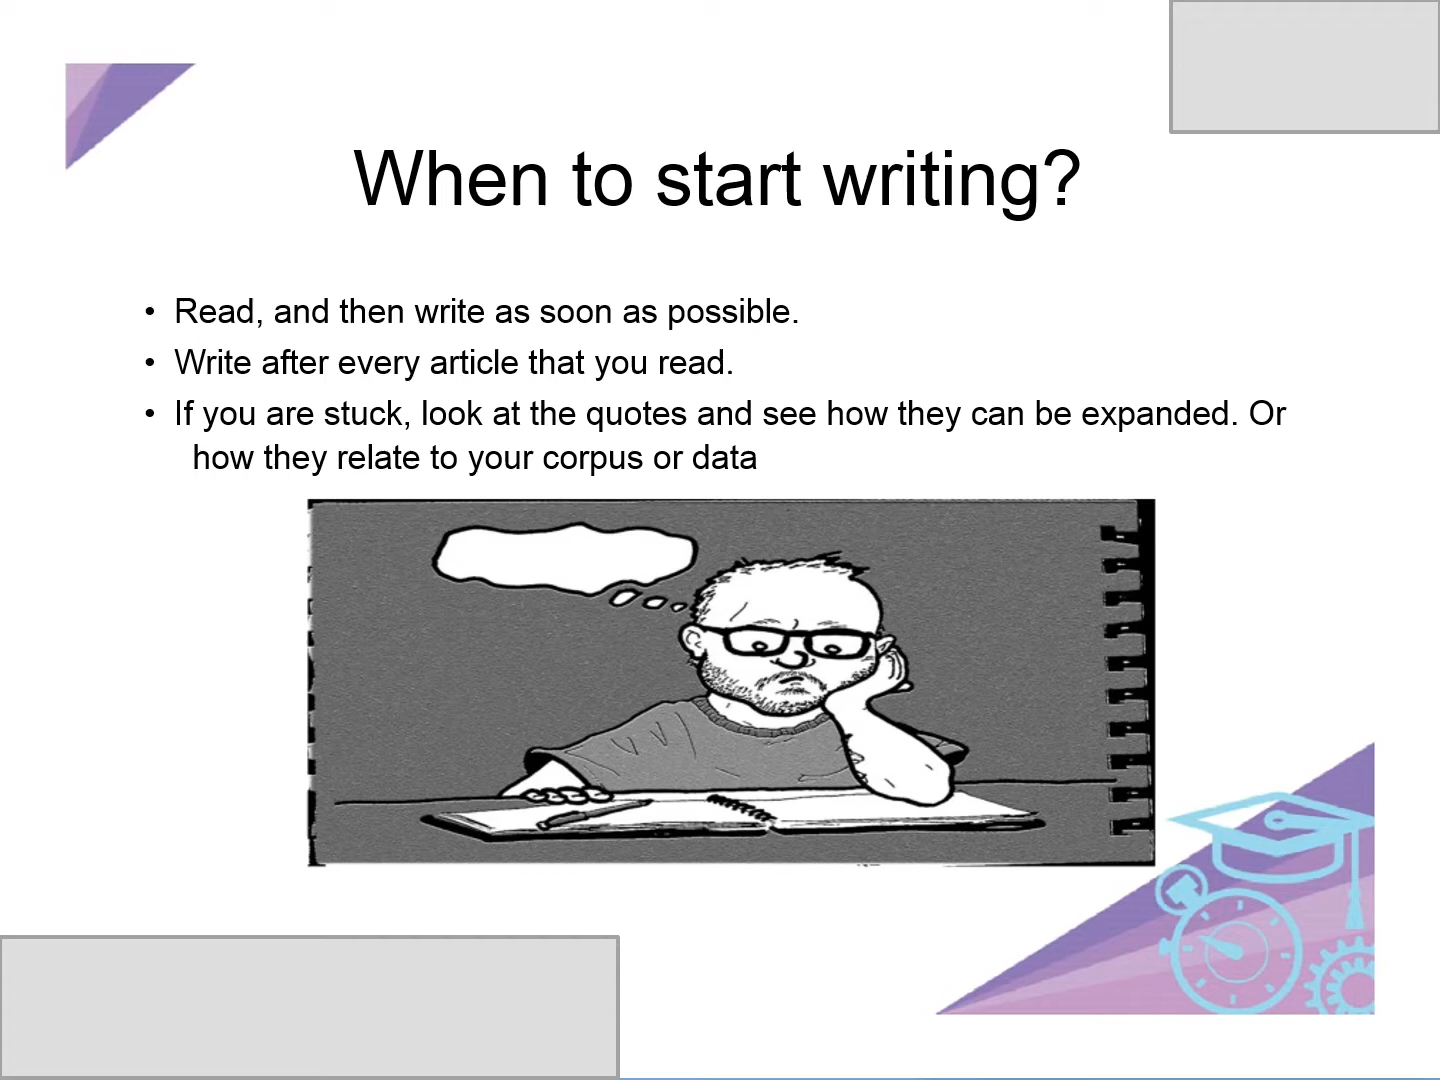 When to start writing?
• Read, and then write as soon as possible.
• Write after every article that you read.
• If you are stuck, look at the quotes and see how they can be expanded. Or
how they relate to your corpus or data